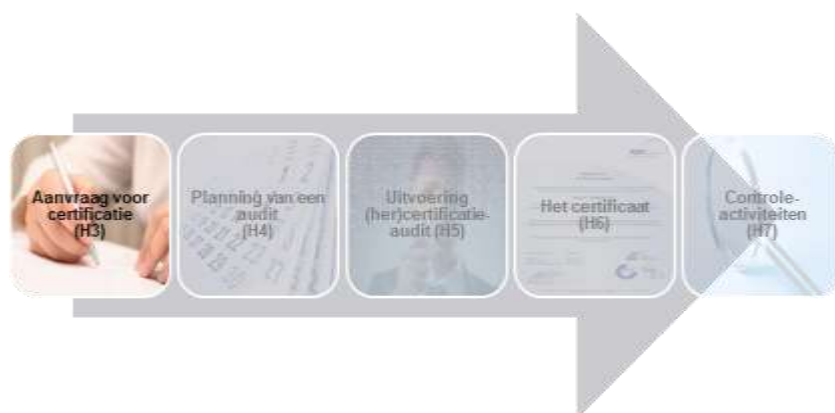 Aanvraag voor
certificatie
(H3)
Planning van een
audit
(H4)
Uitvoering
(her)certificatie-
audit (H5)
Het certificaat
(H6)
Controle-
activiteiten
(H7)